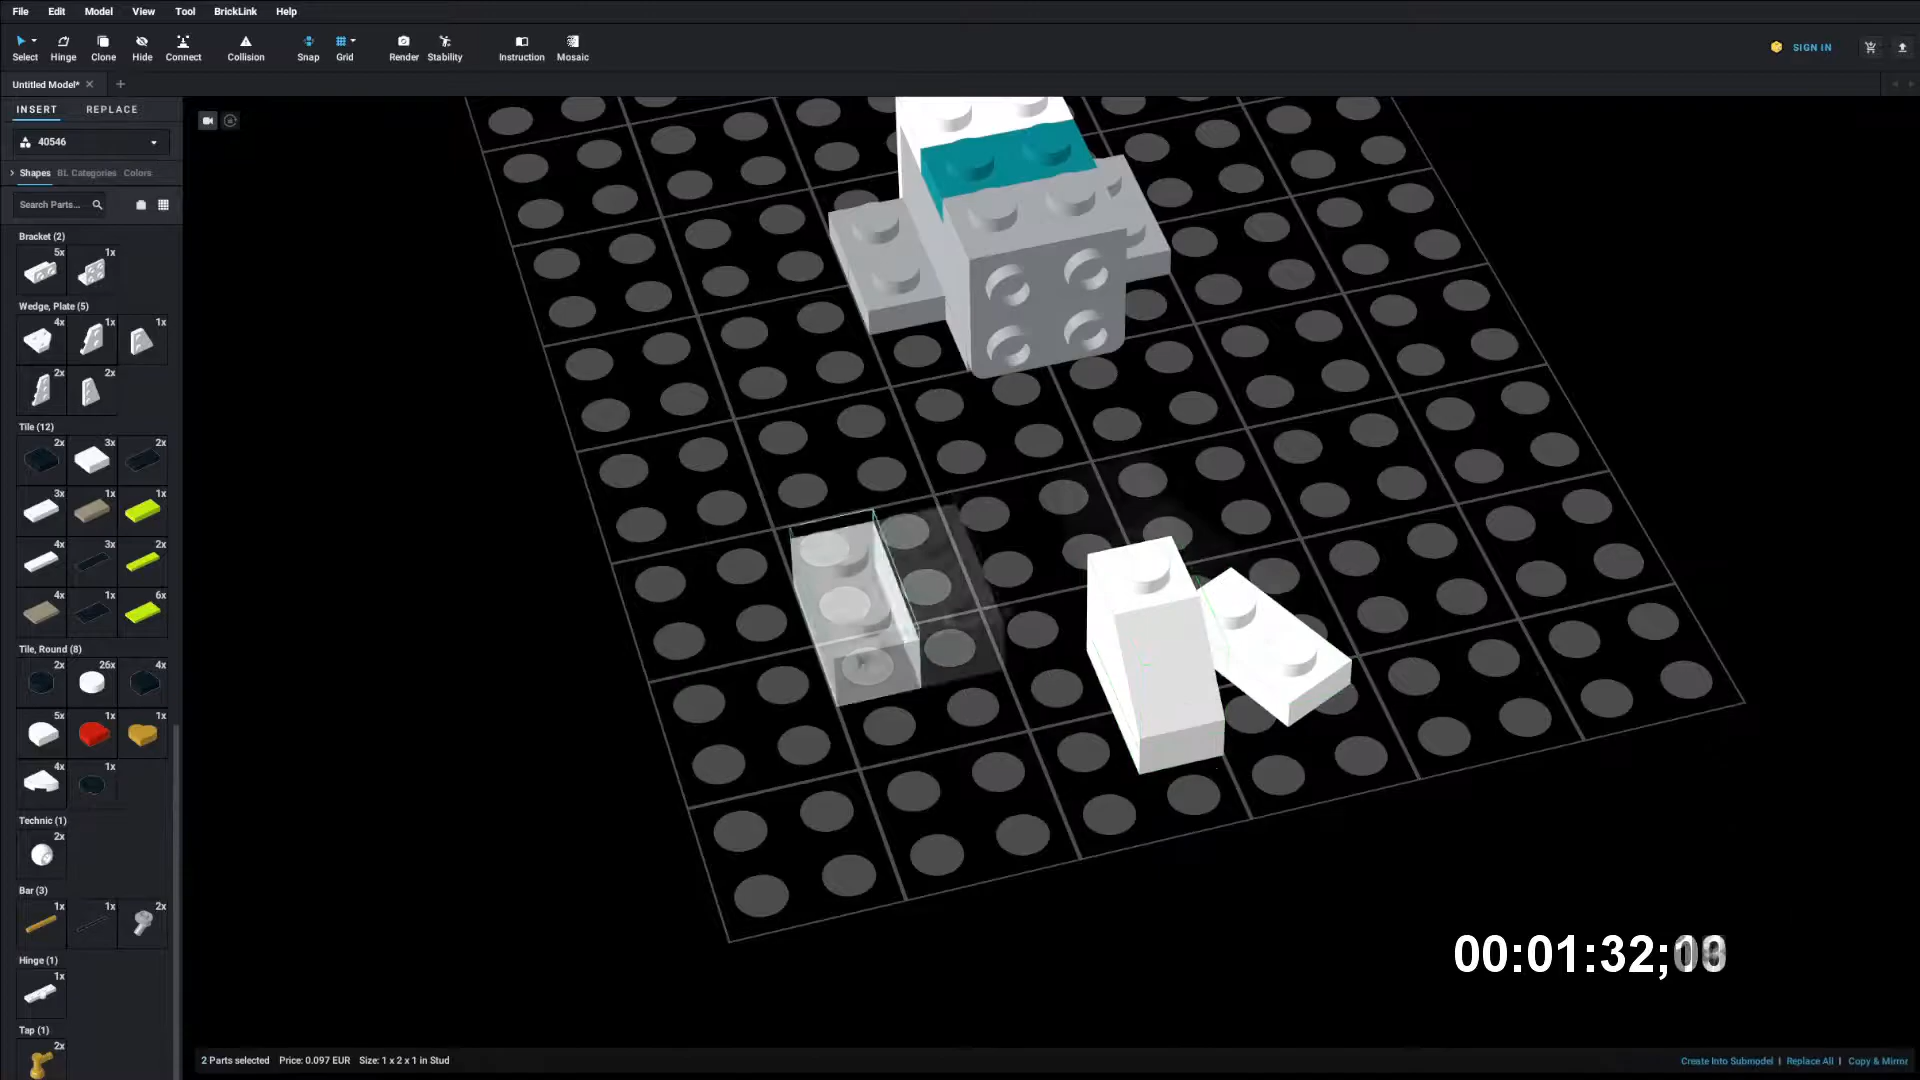 File Edit Model View Tool BrickLink Help
Select Hinge Clone Hide Connect Collision Snap Grid Render Stability Instruction Mosaic
SIGN IN
Untitled Model*
INSERT REPLACE
40546
Shapes BL Categories Colors
Search Parts...
Bracket (2)
5x 1x
Wedge, Plate (5)
4x 1x 1x
2x 2x
Tile (12)
2x 3x 2x
3x 1x 1x
4x 3x 2x
4x 1x 6x
Tile, Round (8)
2x 26x 4x
5x 1x 1x
4x 1x
Technic (1)
2x
Bar (3)
1x 1x 2x
Hinge (1)
1x
Tap (1)
2x
00:01:32;
2 Parts selected Price: 0.097 EUR Size: 1 x 2 x 1 in Stud
Create Into Submodel | Replace All | Copy & Mirror